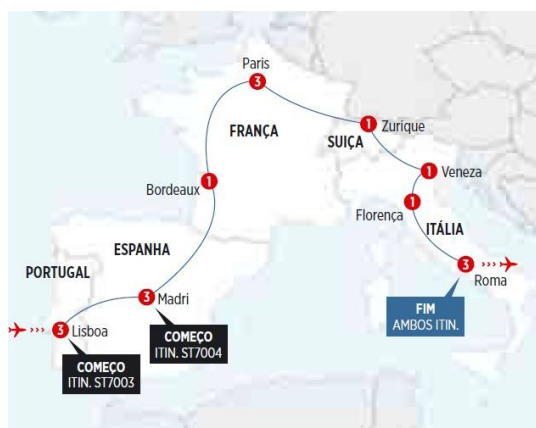 Paris
3
FRANÇA
1
Zurique
SUIÇA
1
Veneza
1
Bordeaux
1
Florença
ITÁLIA
ESPANHA
3
Roma
PORTUGAL
3
Madri
FIM
AMBOS ITIN.
3
Lisboa
COMEÇO
ITIN. ST7004
COMEÇO
ITIN. ST7003